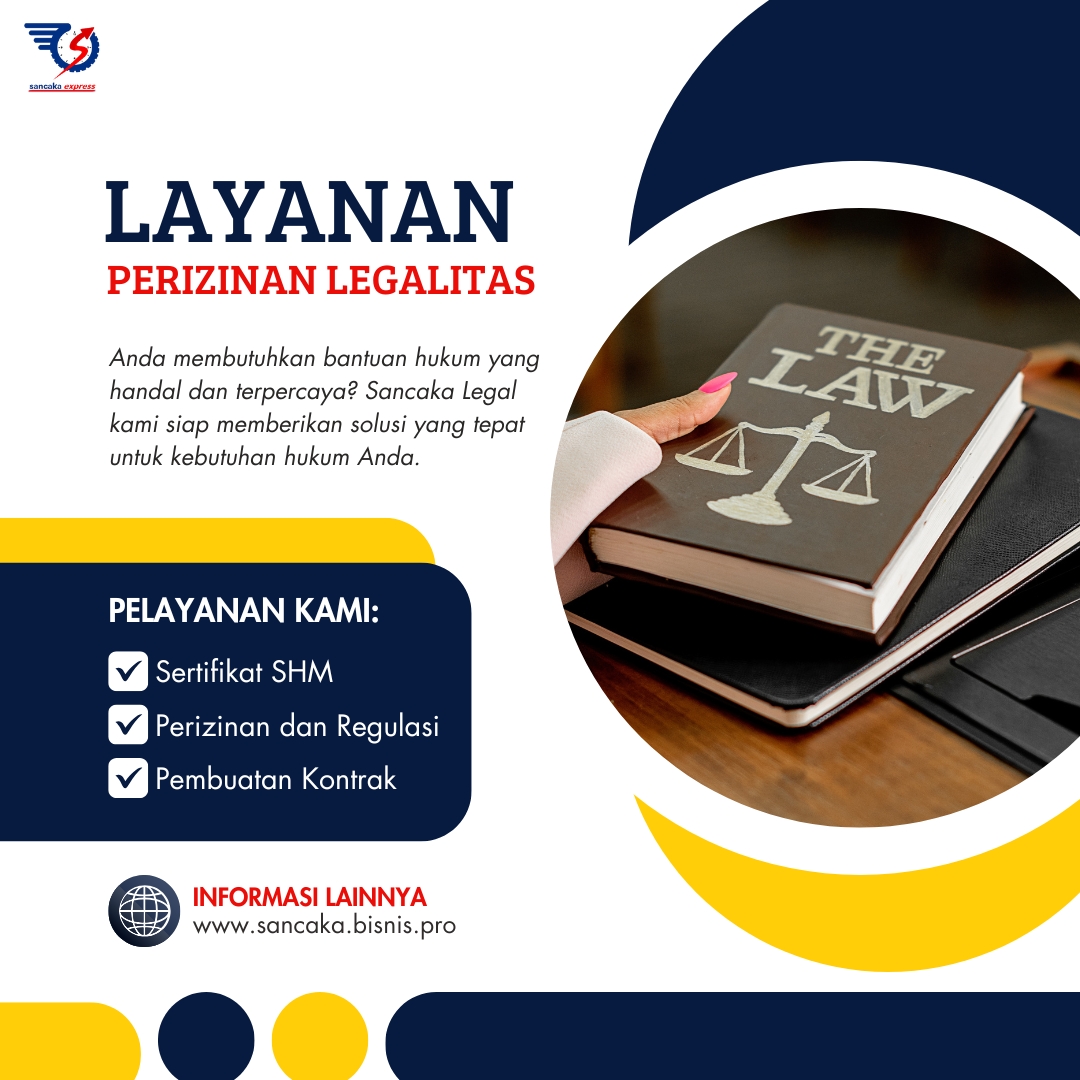 sancaka express
LAYANAN
PERIZINAN LEGALITAS
Anda membutuhkan bantuan hukum yang
handal dan terpercaya? Sancaka Legal
kami siap memberikan solusi yang tepat
untuk kebutuhan hukum Anda.
THE
LAW
PELAYANAN KAMI:
Sertifikat SHM
Perizinan dan Regulasi
Pembuatan Kontrak
INFORMASI LAINNYA
www.sancaka.bisnis.pro